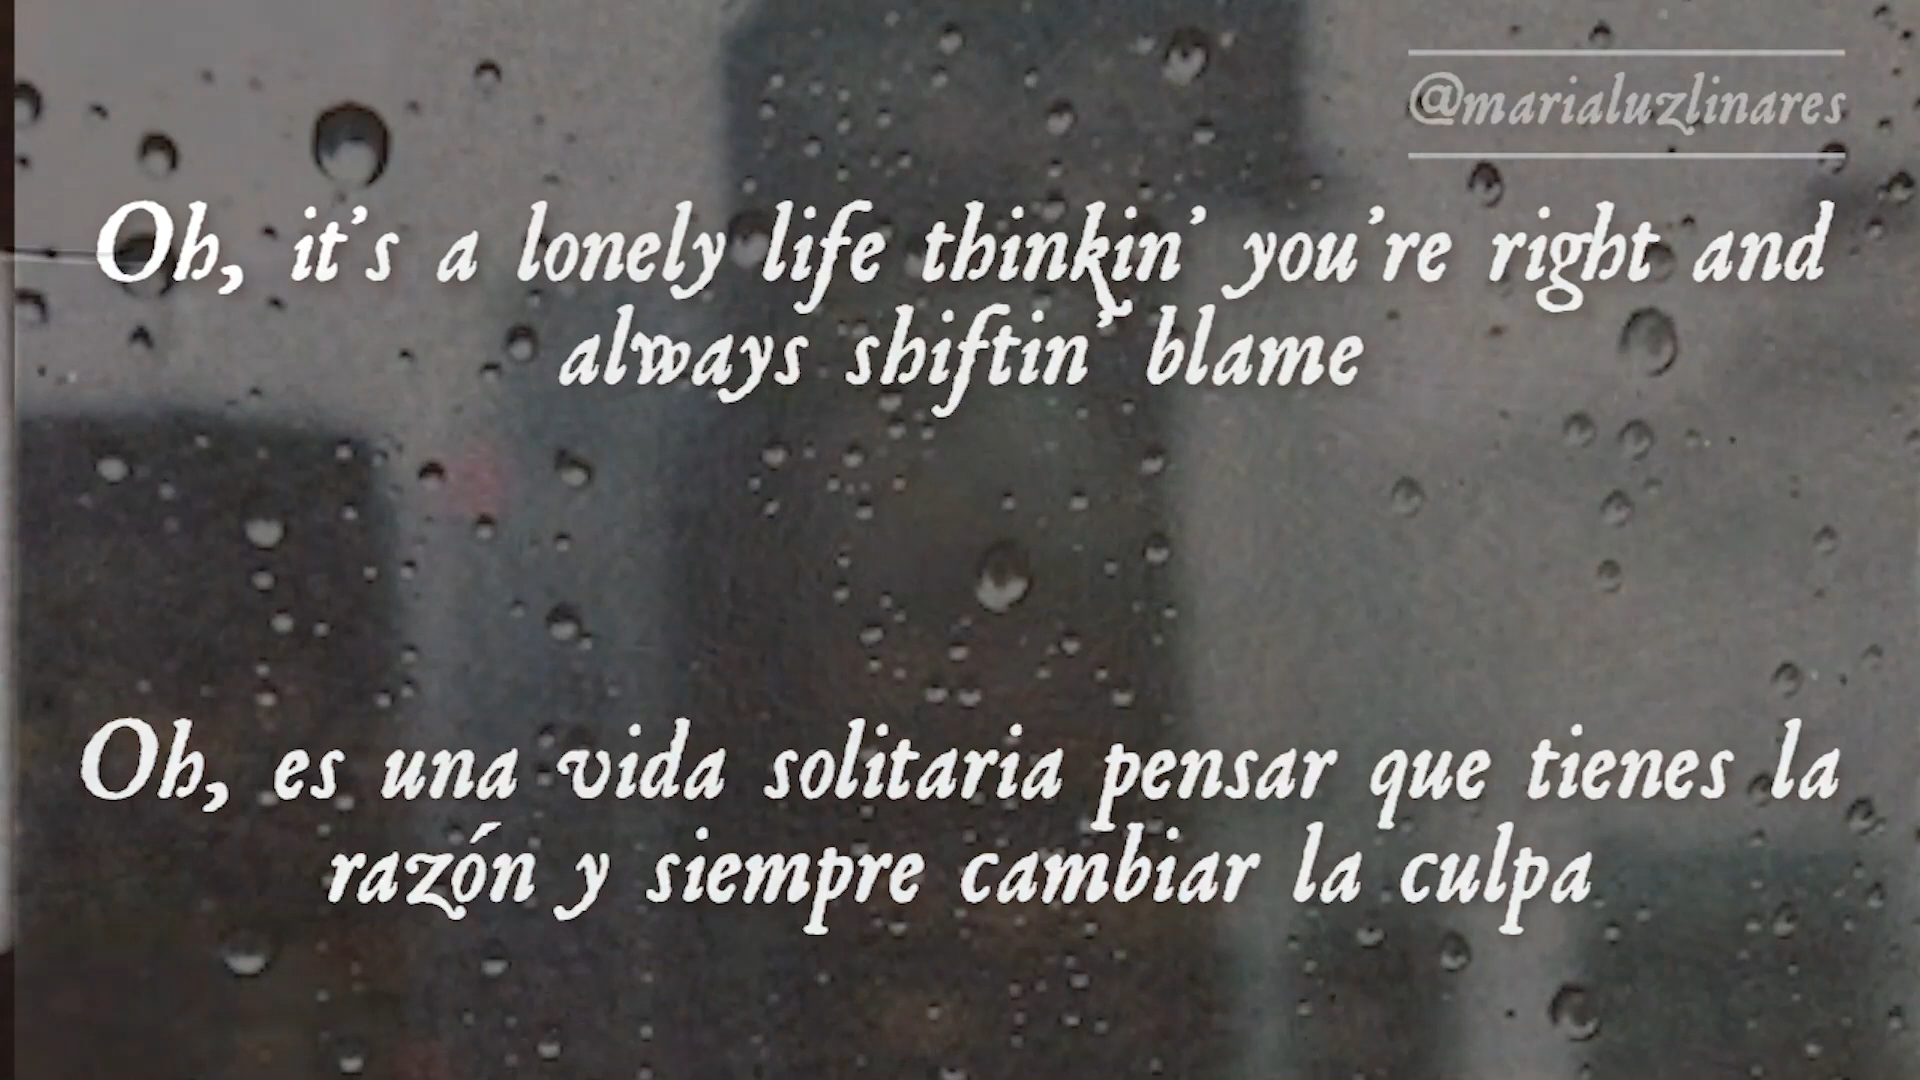 @marialuzlinares
Oh, it's a lonely life thinkin' you're right and
always shiftin' blame
Oh, es una vida solitaria pensar que tienes la
razón y siempre cambiar la culpa